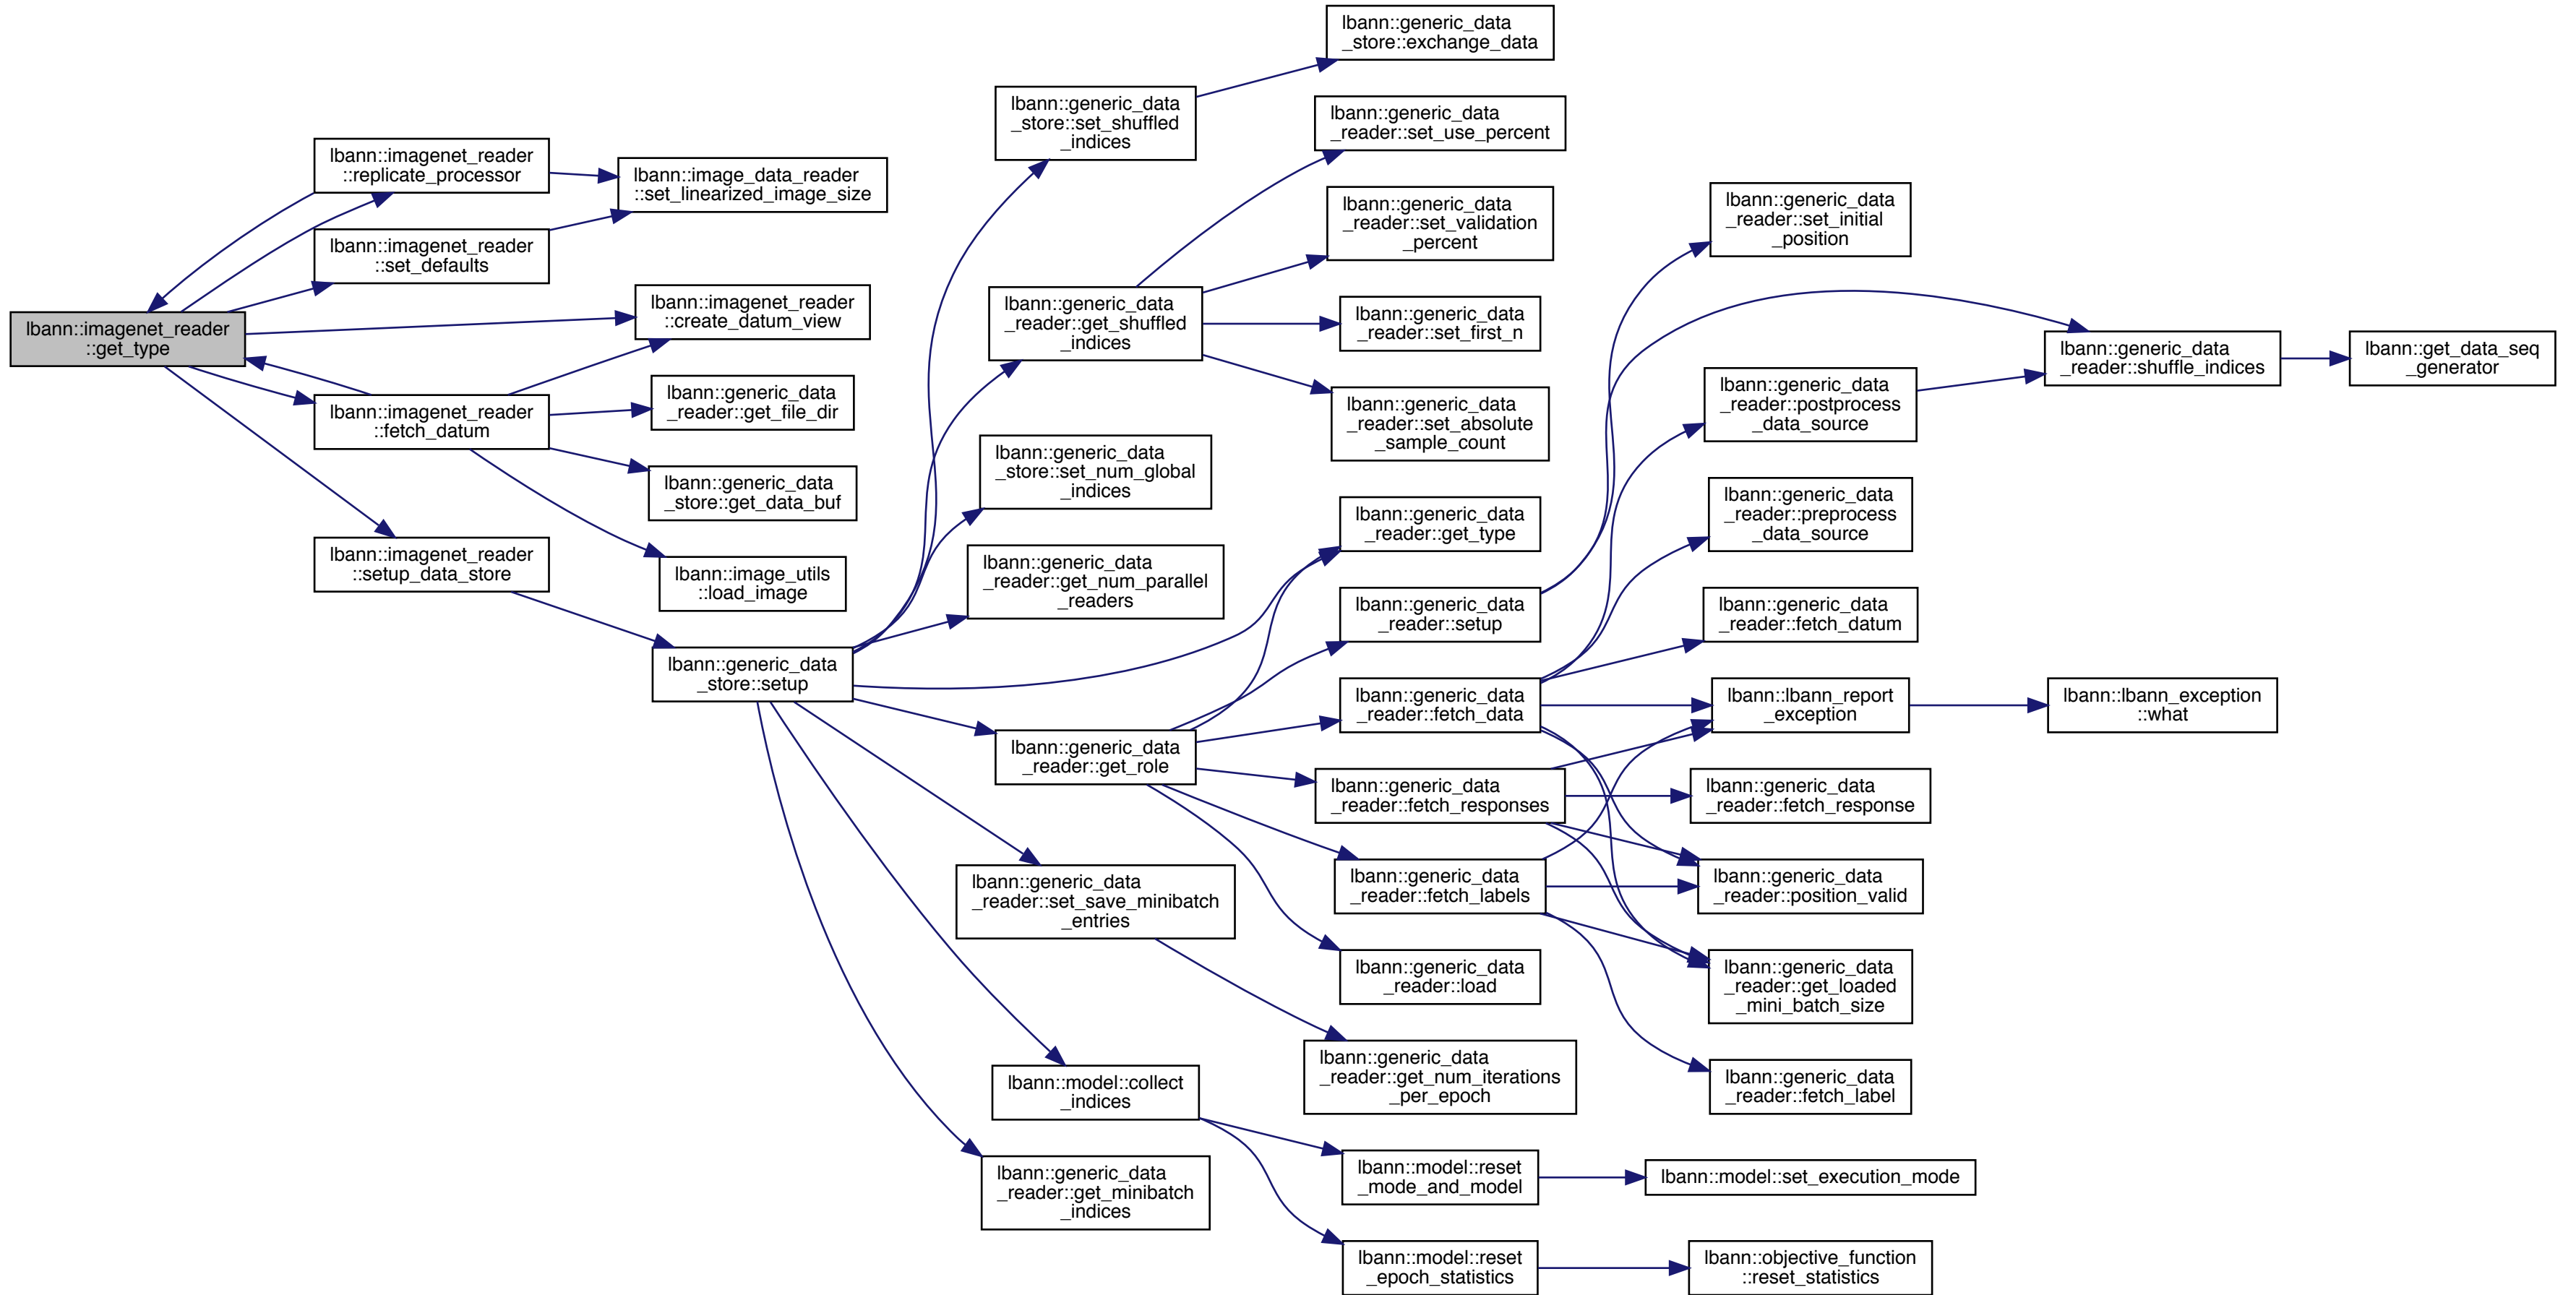 lbann::imagenet_reader
::get_type
lbann::imagenet_reader
::replicate_processor
lbann::imagenet_reader
::set_defaults
lbann::imagenet_reader
::fetch_datum
lbann::imagenet_reader
::setup_data_store
lbann::image_data_reader
::set_linearized_image_size
lbann::imagenet_reader
::create_datum_view
lbann::generic_data
_reader::get_file_dir
lbann::generic_data
_store::get_data_buf
lbann::image_utils
::load_image
lbann::generic_data
_store::setup
lbann::generic_data
_store::set_shuffled
_indices
lbann::generic_data
_reader::get_shuffled
_indices
lbann::generic_data
_store::set_num_global
_indices
lbann::generic_data
_reader::get_num_parallel
_readers
lbann::generic_data
_reader::get_role
lbann::generic_data
_reader::set_save_minibatch
_entries
lbann::model::collect
_indices
lbann::generic_data
_reader::get_minibatch
_indices
lbann::generic_data
_store::exchange_data
lbann::generic_data
_reader::set_use_percent
lbann::generic_data
_reader::set_validation
_percent
lbann::generic_data
_reader::set_first_n
lbann::generic_data
_reader::set_absolute
_sample_count
lbann::generic_data
_reader::get_type
lbann::generic_data
_reader::setup
lbann::generic_data
_reader::fetch_data
lbann::generic_data
_reader::fetch_responses
lbann::generic_data
_reader::fetch_labels
lbann::generic_data
_reader::load
lbann::generic_data
_reader::get_num_iterations
_per_epoch
lbann::model::reset
_mode_and_model
lbann::model::reset
_epoch_statistics
lbann::generic_data
_reader::set_initial
_position
lbann::generic_data
_reader::postprocess
_data_source
lbann::generic_data
_reader::preprocess
_data_source
lbann::generic_data
_reader::fetch_datum
lbann::lbann_report
_exception
lbann::generic_data
_reader::fetch_response
lbann::generic_data
_reader::position_valid
lbann::generic_data
_reader::get_loaded
_mini_batch_size
lbann::generic_data
_reader::fetch_label
lbann::model::set_execution_mode
lbann::objective_function
::reset_statistics
lbann::generic_data
_reader::shuffle_indices
lbann::lbann_exception
::what
lbann::get_data_seq
_generator